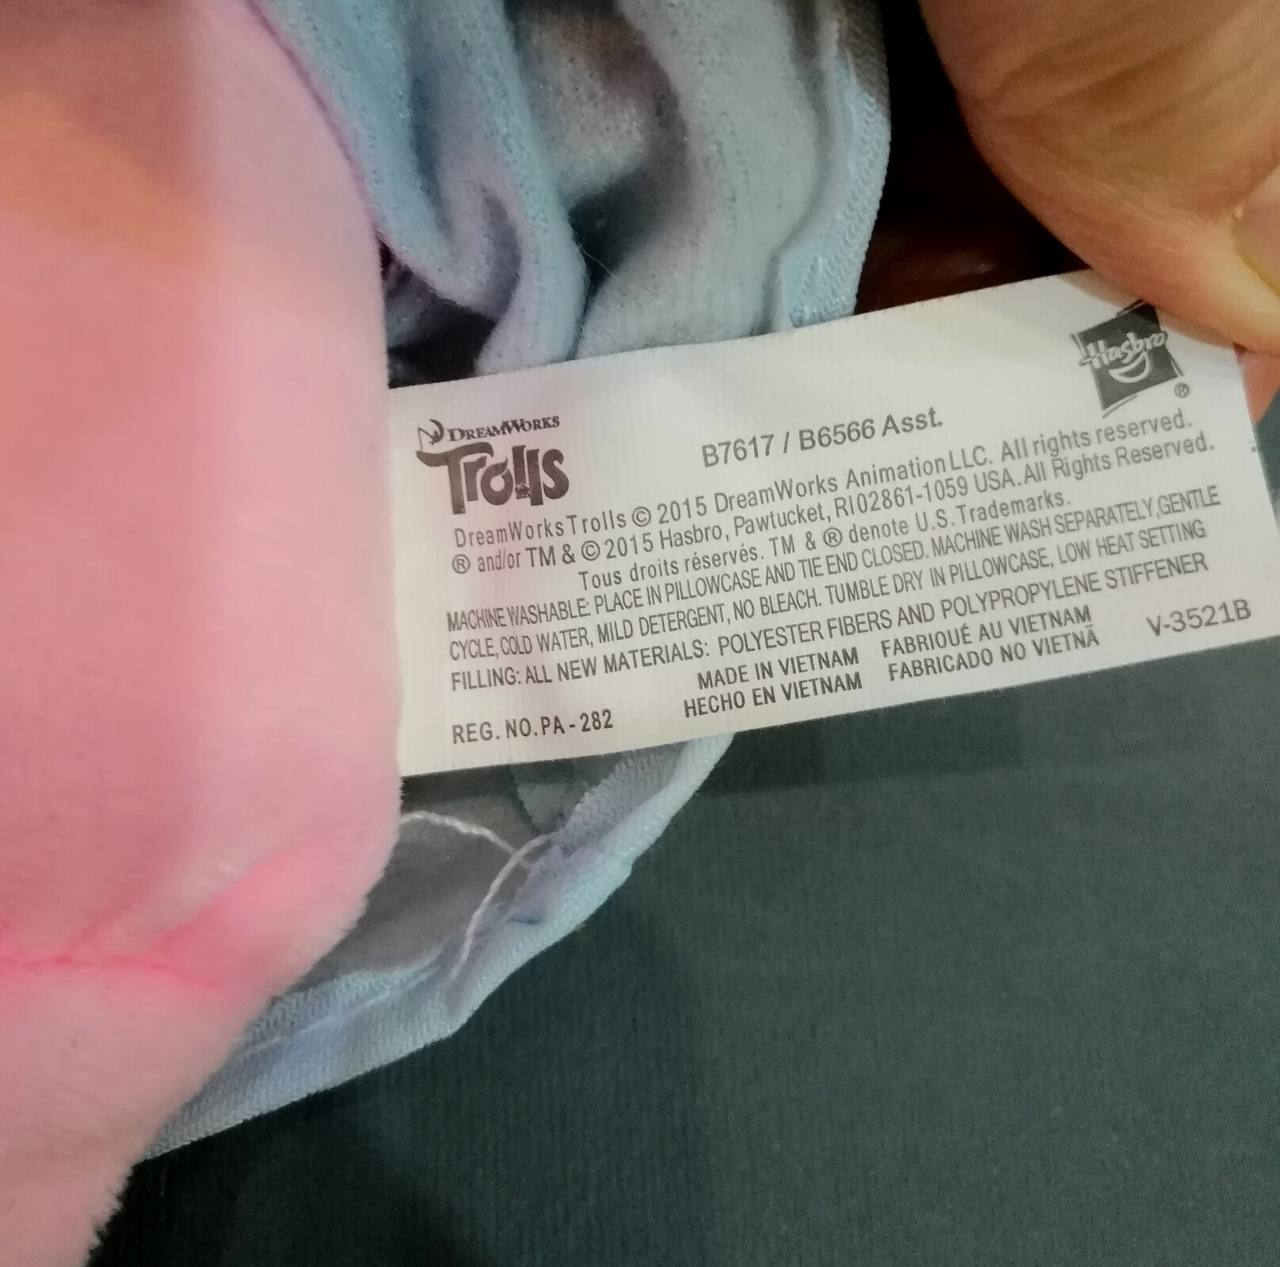 DREAMWORKS
Trolls
Hasbro
®
B7617 / B6566 Asst.
DreamWorks Trolls © 2015 DreamWorks Animation LLC. All rights reserved.
® and/or TM & © 2015 Hasbro, Pawtucket, RI 02861-1059 USA. All Rights Reserved.
Tous droits réservés. TM & ® denote U.S. Trademarks.
MACHINE WASHABLE: PLACE IN PILLOWCASE AND TIE END CLOSED. MACHINE WASH SEPARATELY,GENTLE
CYCLE, COLD WATER, MILD DETERGENT, NO BLEACH. TUMBLE DRY IN PILLOWCASE, LOW HEAT SETTING
FILLING: ALL NEW MATERIALS: POLYESTER FIBERS AND POLYPROPYLENE STIFFENER
MADE IN VIETNAM FABRIQUÉ AU VIETNAM
HECHO EN VIETNAM FABRICADO NO VIETNÃ
V-3521B
REG. NO. PA - 282